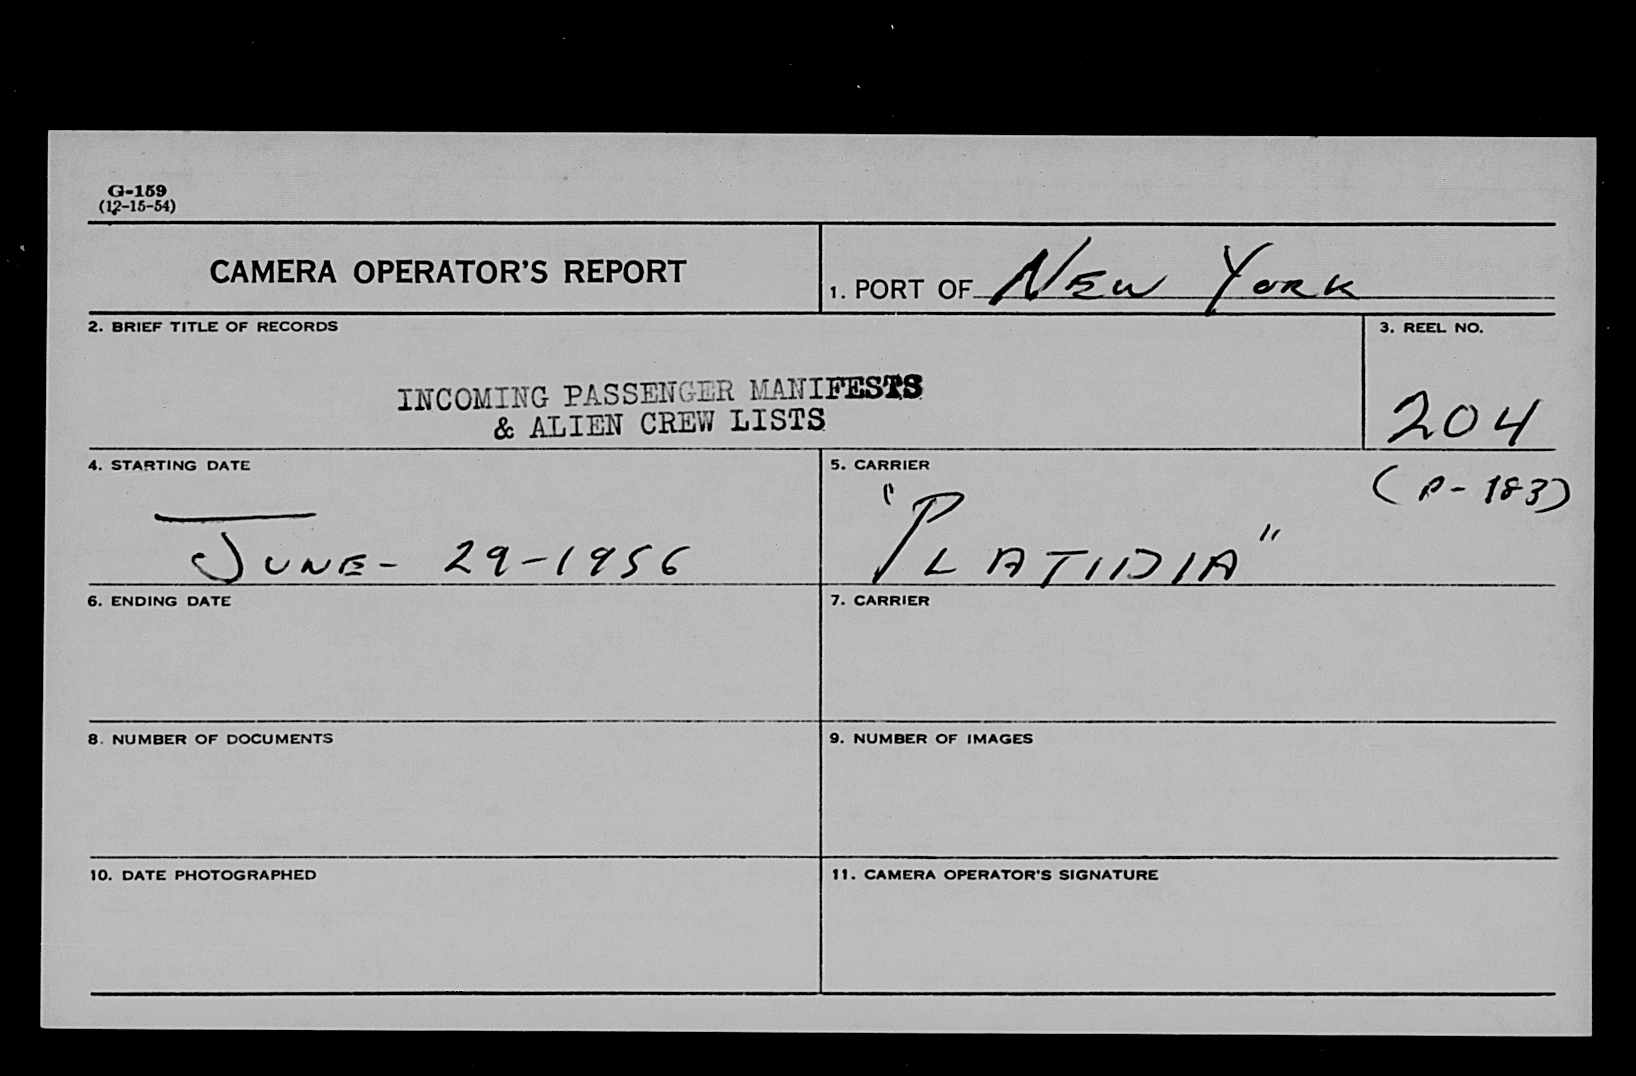 G-159
(12-15-54)
CAMERA OPERATOR'S REPORT
1. PORT OF New York
2. BRIEF TITLE OF RECORDS
3. REEL NO.
INCOMING PASSENGER MANIFESTS
& ALIEN CREW LISTS
204
4. STARTING DATE
5. CARRIER
(P-183)
JUNE- 29-1956
"PLATIDIA"
6. ENDING DATE
7. CARRIER
8. NUMBER OF DOCUMENTS
9. NUMBER OF IMAGES
10. DATE PHOTOGRAPHED
11. CAMERA OPERATOR'S SIGNATURE